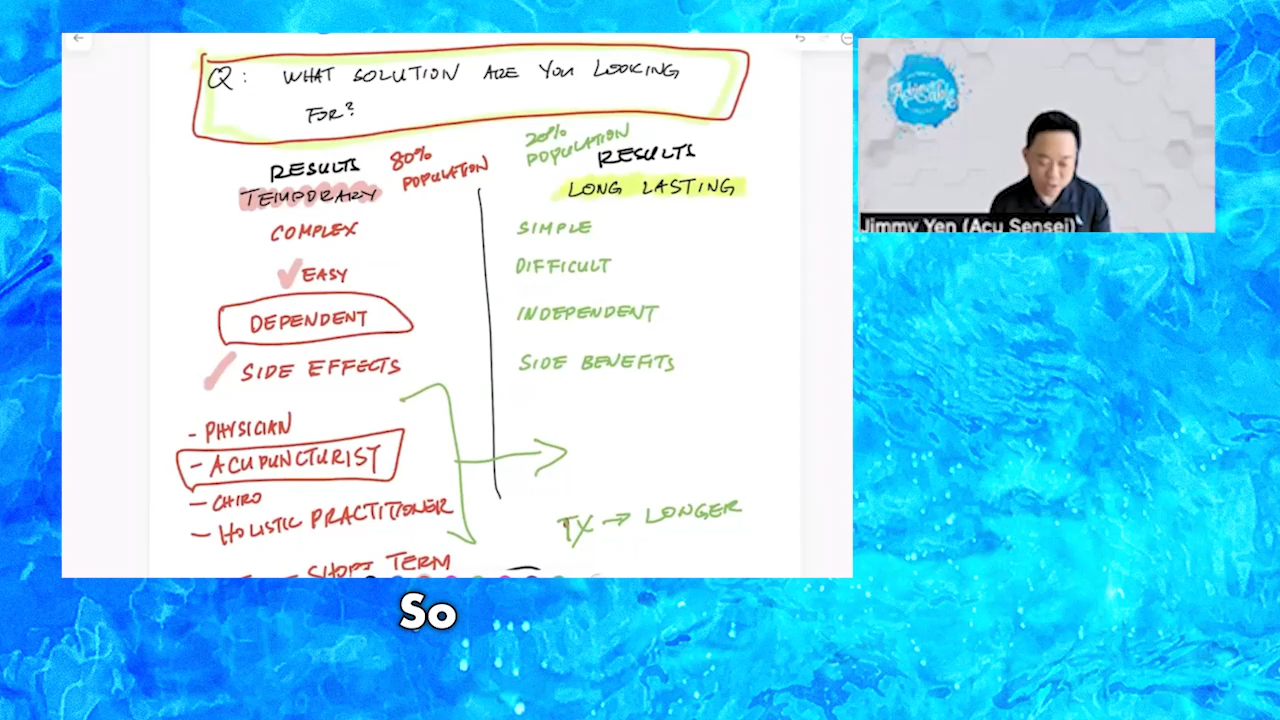 Q: WHAT SOLUTION ARE YOU LOOKING
FOR?
RESULTS
TEMPORARY
80%
POPULATION
COMPLEX
EASY
DEPENDENT
SIDE EFFECTS
- PHYSICIAN
- ACUPUNCTURIST
- CHIRO
- HOLISTIC PRACTITIONER
SHORT TERM
20%
POPULATION
RESULTS
LONG LASTING
SIMPLE
DIFFICULT
INDEPENDENT
SIDE BENEFITS
TX → LONGER
Jimmy Yen (Acu Sensei)
So